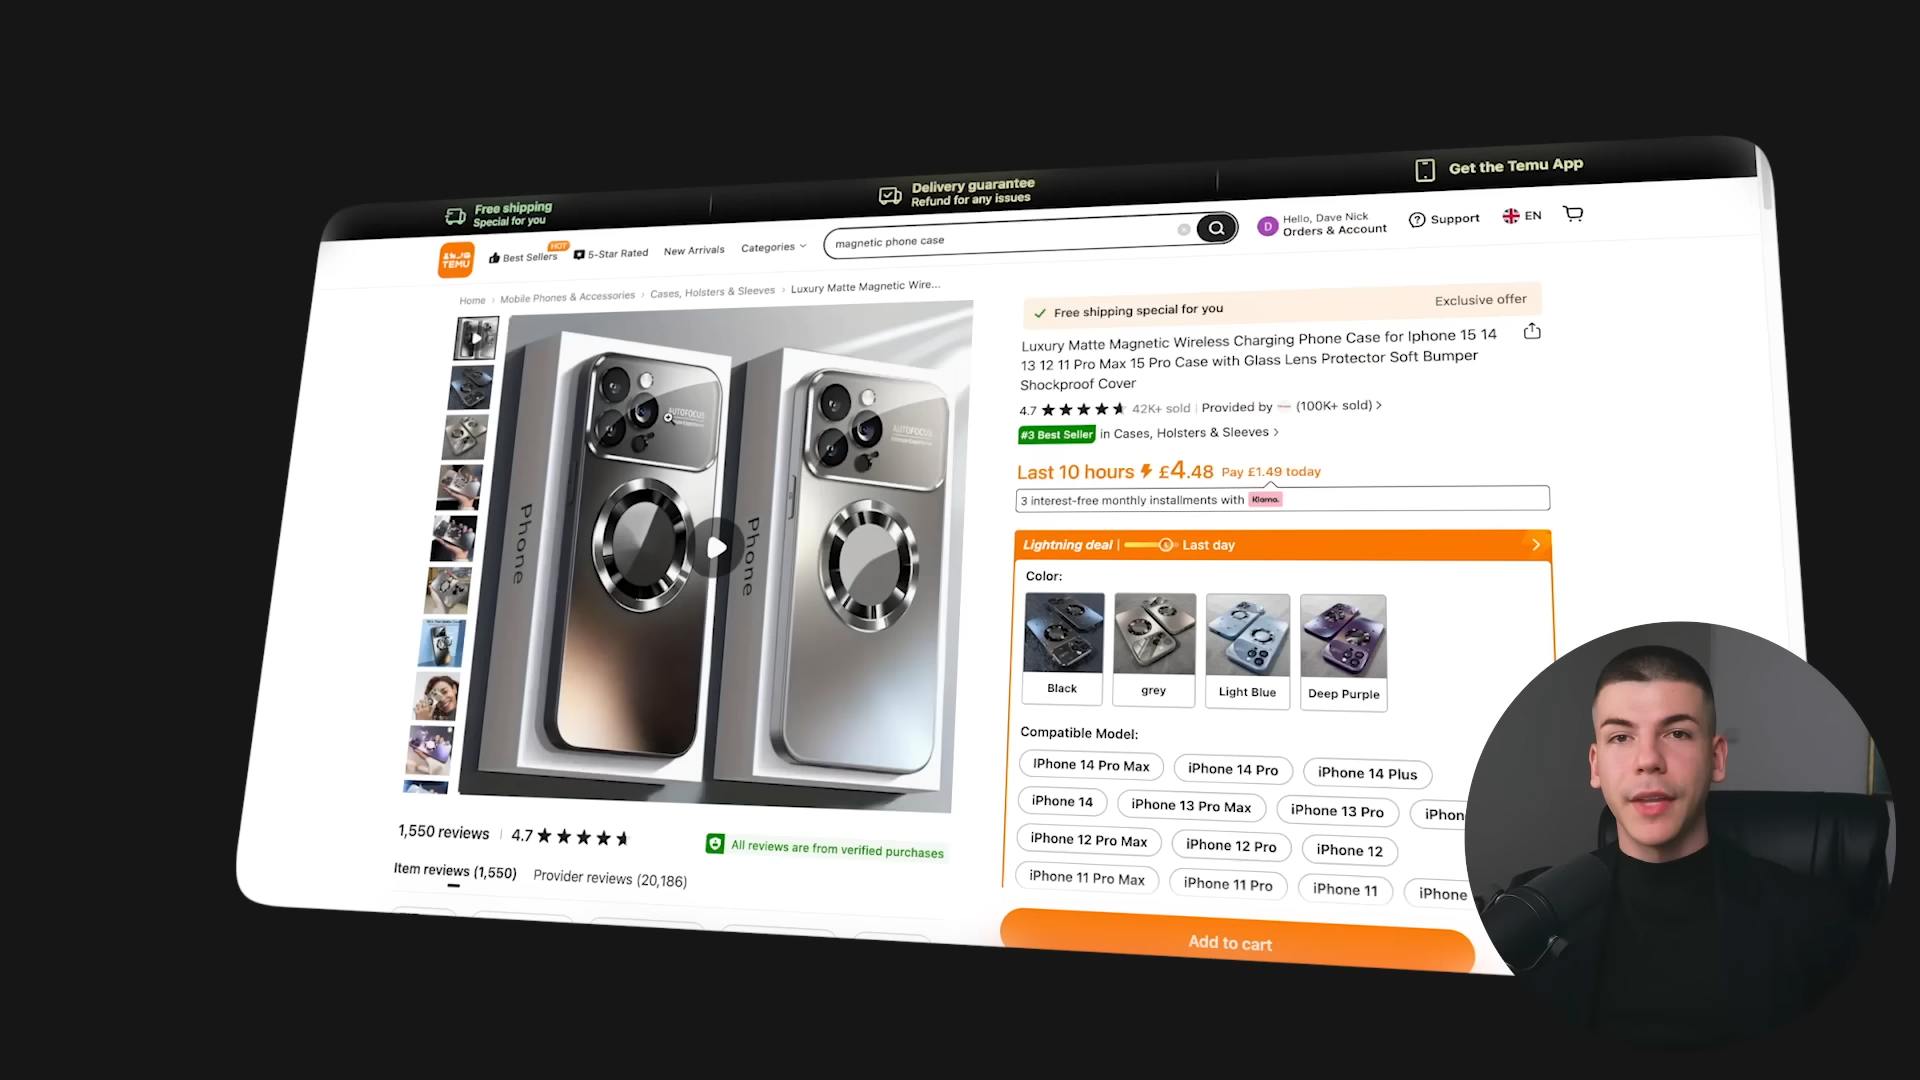 Free shipping
Special for you
Delivery guarantee
Refund for any issues
Get the Temu App
TEMU
Best Sellers
HOT
5-Star Rated
New Arrivals
Categories
magnetic phone case
D
Hello, Dave Nick
Orders & Account
Support
EN
Home › Mobile Phones & Accessories › Cases, Holsters & Sleeves › Luxury Matte Magnetic Wire...
Phone
AUTOFOCUS
Phone
AUTOFOCUS
Free shipping special for you
Exclusive offer
Luxury Matte Magnetic Wireless Charging Phone Case for Iphone 15 14
13 12 11 Pro Max 15 Pro Case with Glass Lens Protector Soft Bumper
Shockproof Cover
4.7 42K+ sold | Provided by (100K+ sold) >
#3 Best Seller in Cases, Holsters & Sleeves >
Last 10 hours £4.48 Pay £1.49 today
3 interest-free monthly installments with Klarna.
Lightning deal | Last day
Color:
Black
grey
Light Blue
Deep Purple
Compatible Model:
IPhone 14 Pro Max
iPhone 14 Pro
iPhone 14 Plus
iPhone 14
iPhone 13 Pro Max
iPhone 13 Pro
iPhon
iPhone 12 Pro Max
iPhone 12 Pro
iPhone 12
iPhone 11 Pro Max
iPhone 11 Pro
iPhone 11
iPhone
Add to cart
1,550 reviews | 4.7
All reviews are from verified purchases
Item reviews (1,550)
Provider reviews (20,186)